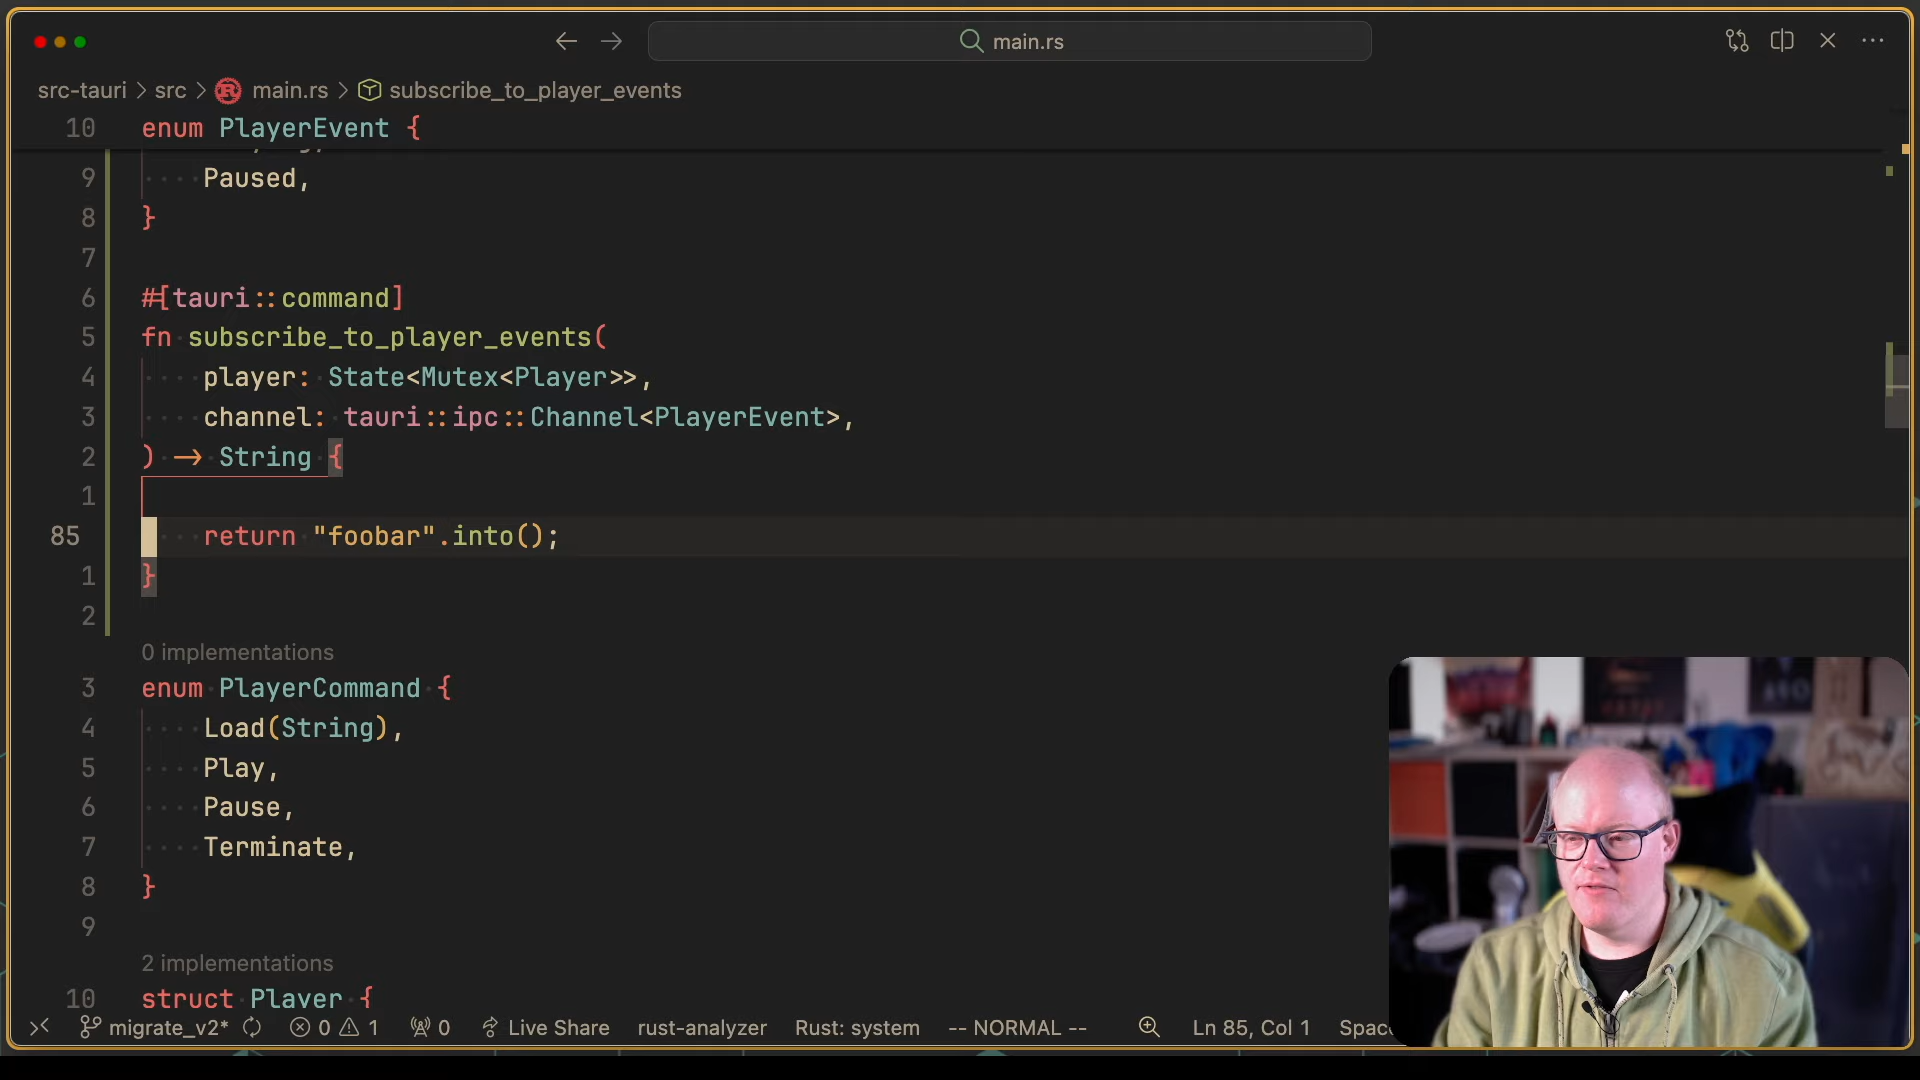 main.rs
src-tauri > src > main.rs > subscribe_to_player_events
10 enum PlayerEvent {
9 Paused,
8 }
7
6 #[tauri::command]
5 fn subscribe_to_player_events(
4 player: State<Mutex<Player>>,
3 channel: tauri::ipc::Channel<PlayerEvent>,
2 ) -> String {
1
85 return "foobar".into();
1 }
2
0 implementations
3 enum PlayerCommand {
4 Load(String),
5 Play,
6 Pause,
7 Terminate,
8 }
9
2 implementations
10 struct Player {
migrate_v2* 0 1 0 Live Share rust-analyzer Rust: system -- NORMAL -- Ln 85, Col 1